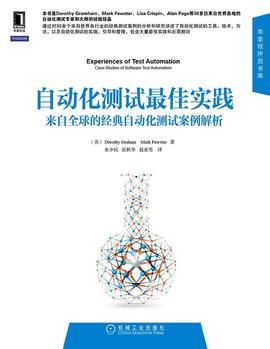 本书是Dorothy Graham、Mark Fewster、Lisa Crispin、Alan Page等30多位来自世界各地的
自动化测试专家和大师的经验结晶
通过对30多个来自世界各行业的经典测试案例的分析和研究讲述了自动化测试的工具、技术、方
法，以及自动化测试的实施、引导和管理，包含大量最佳实践和反面教训
华章程序员书库
PEARSON
Experiences of Test Automation
Case Studies of Software Test Automation
自动化测试最佳实践
来自全球的经典自动化测试案例解析
（英） Dorothy Graham Mark Fewster 著
朱少民 张秋华 赵亚男 译
机械工业出版社
China Machine Press